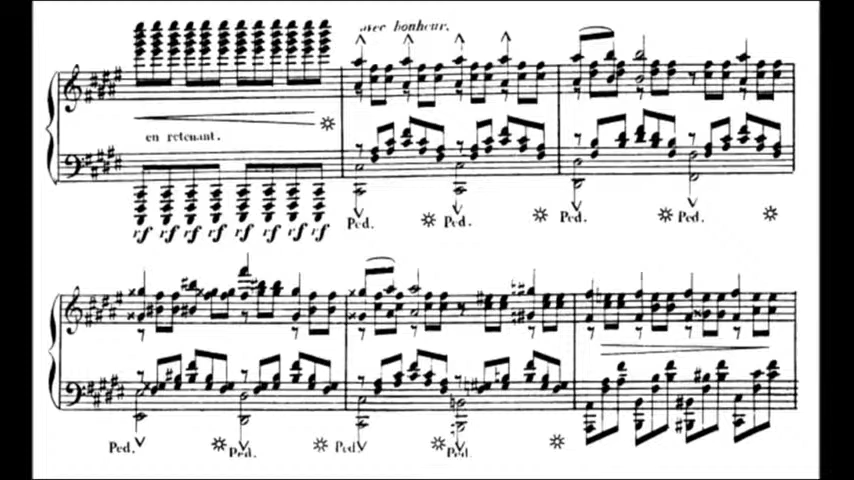 avec bonheur.
en retenant.
rf rf rf rf rf rf rf rf
Ped. Ped. Ped. Ped.
Ped. Ped. Ped. Ped.